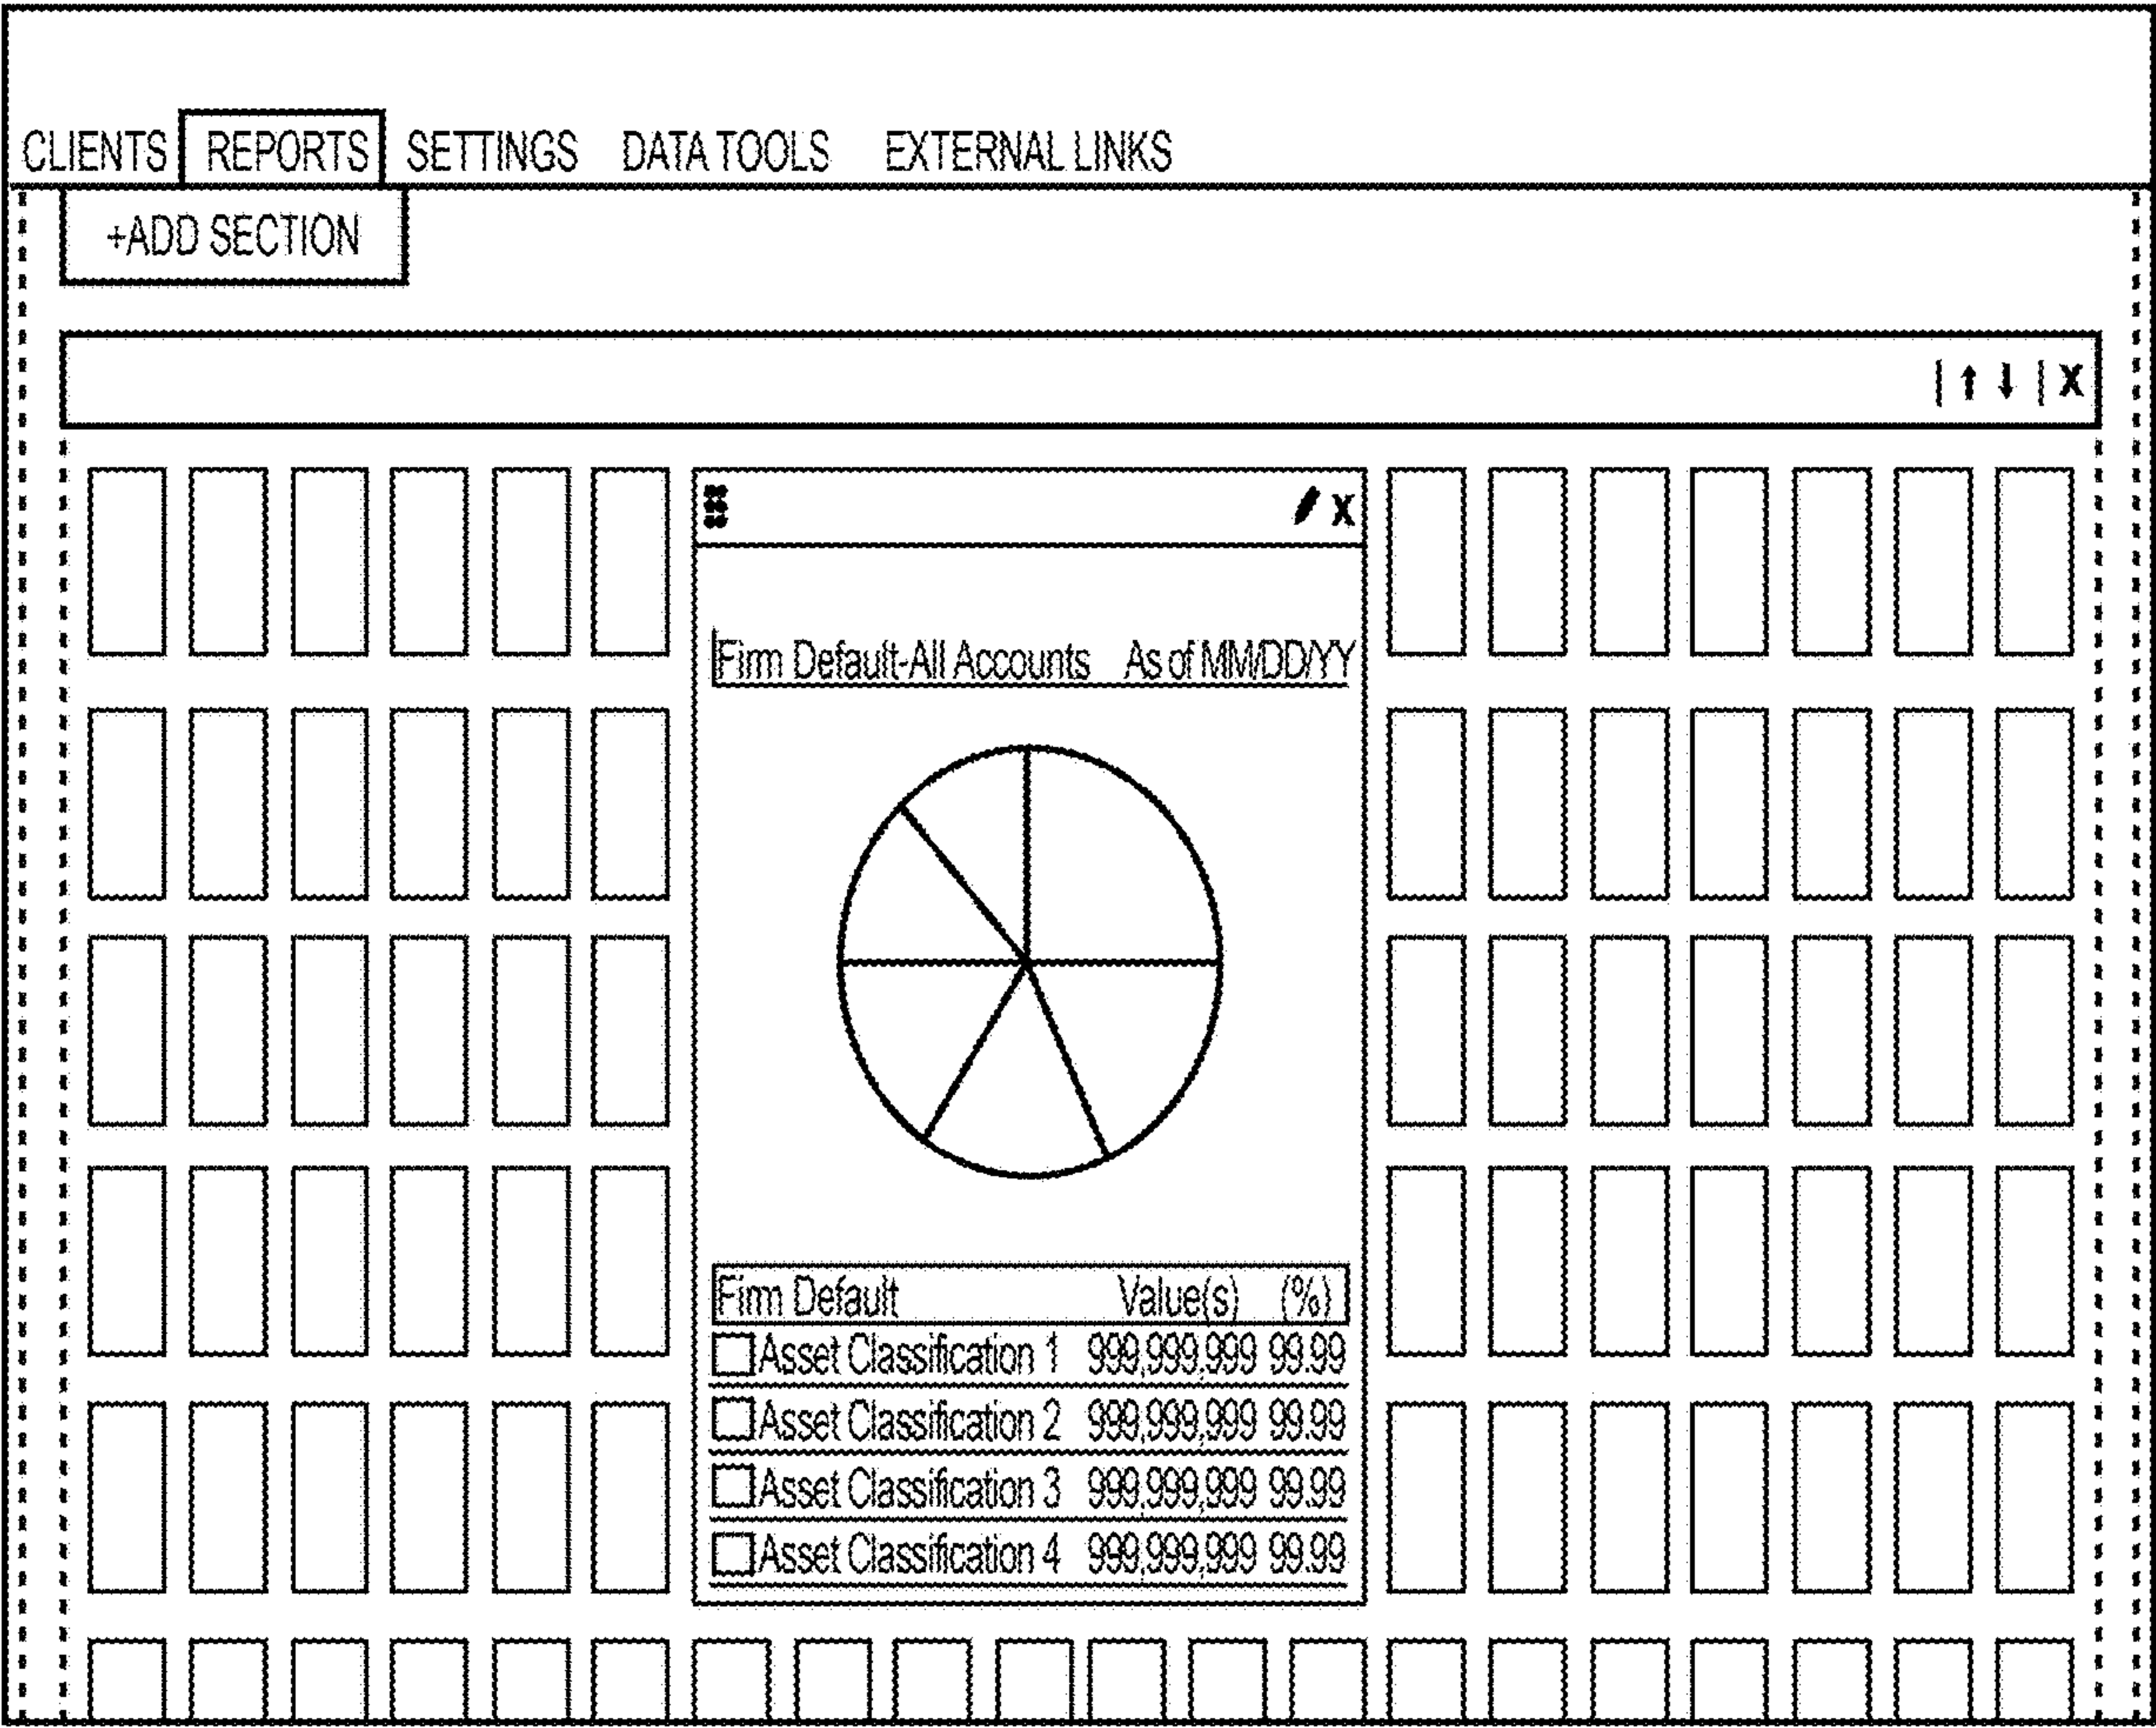 CLIENTS REPORTS SETTINGS DATA TOOLS EXTERNAL LINKS
+ADD SECTION
| ↑ ↓ | X
X
Firm Default-All Accounts As of MM/DD/YY
Firm Default Value(s) (%)
Asset Classification 1 999,999,999 99.99
Asset Classification 2 999,999,999 99.99
Asset Classification 3 999,999,999 99.99
Asset Classification 4 999,999,999 99.99